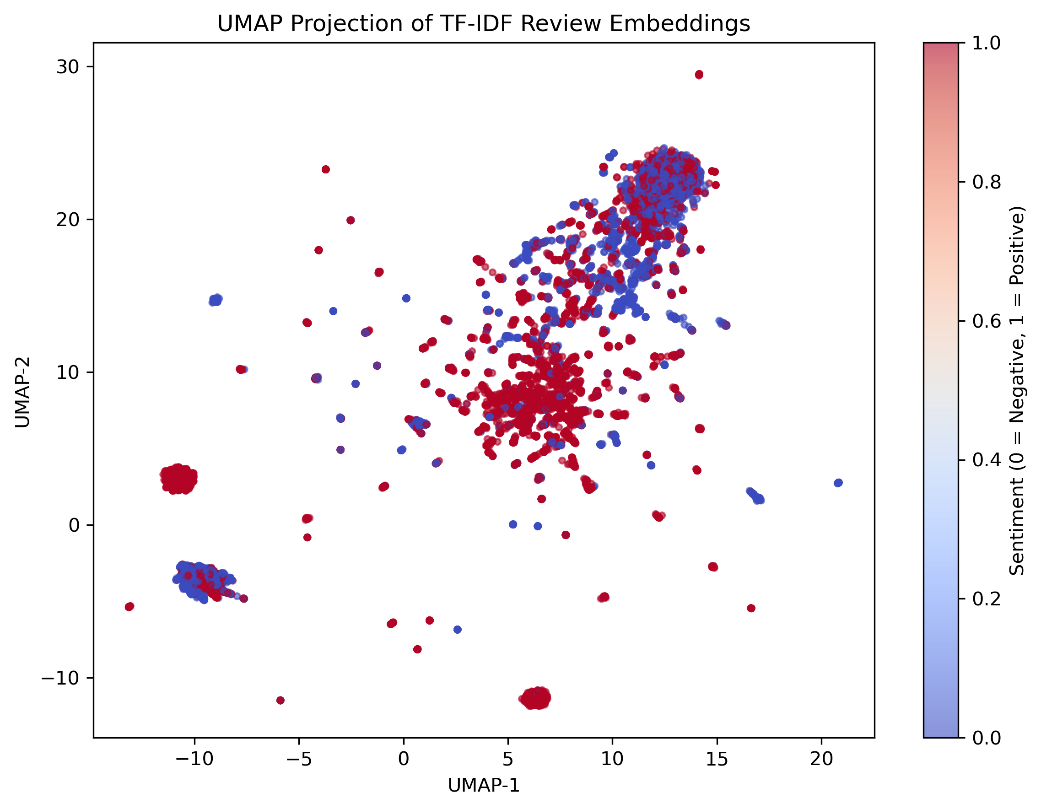 UMAP Projection of TF-IDF Review Embeddings
30
20
10
0
−10
UMAP-2
−10 −5 0 5 10 15 20
UMAP-1
1.0
0.8
0.6
0.4
0.2
0.0
Sentiment (0 = Negative, 1 = Positive)